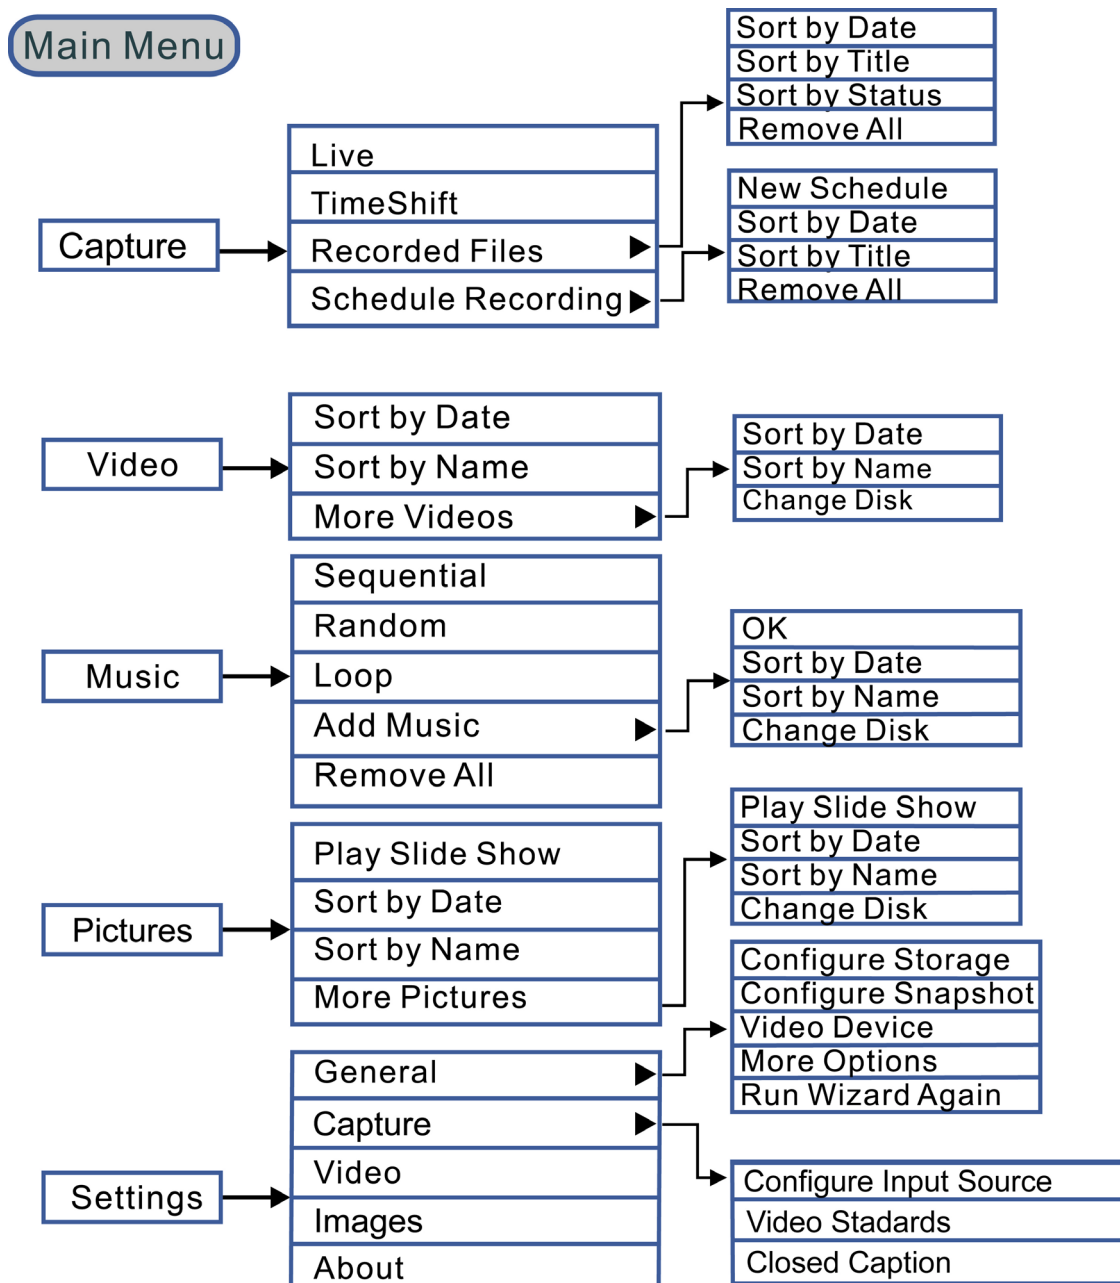 Main Menu
Capture
Live
TimeShift
Recorded Files
Schedule Recording
Sort by Date
Sort by Title
Sort by Status
Remove All
New Schedule
Sort by Date
Sort by Title
Remove All
Video
Sort by Date
Sort by Name
More Videos
Sort by Date
Sort by Name
Change Disk
Music
Sequential
Random
Loop
Add Music
Remove All
OK
Sort by Date
Sort by Name
Change Disk
Pictures
Play Slide Show
Sort by Date
Sort by Name
More Pictures
Play Slide Show
Sort by Date
Sort by Name
Change Disk
Settings
General
Capture
Video
Images
About
Configure Storage
Configure Snapshot
Video Device
More Options
Run Wizard Again
Configure Input Source
Video Stadards
Closed Caption